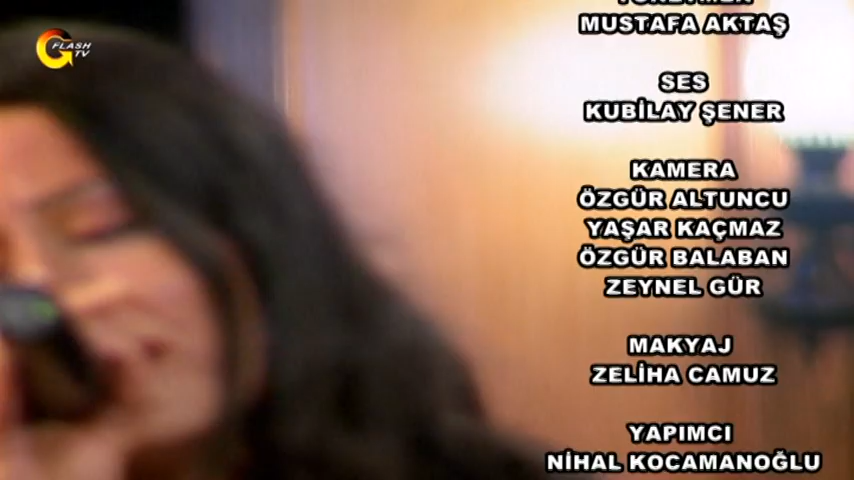 FLASH
TV
YÖNETMEN
MUSTAFA AKTAŞ
SES
KUBİLAY ŞENER
KAMERA
ÖZGÜR ALTUNCU
YAŞAR KAÇMAZ
ÖZGÜR BALABAN
ZEYNEL GÜR
MAKYAJ
ZELİHA CAMUZ
YAPIMCI
NİHAL KOCAMANOĞLU